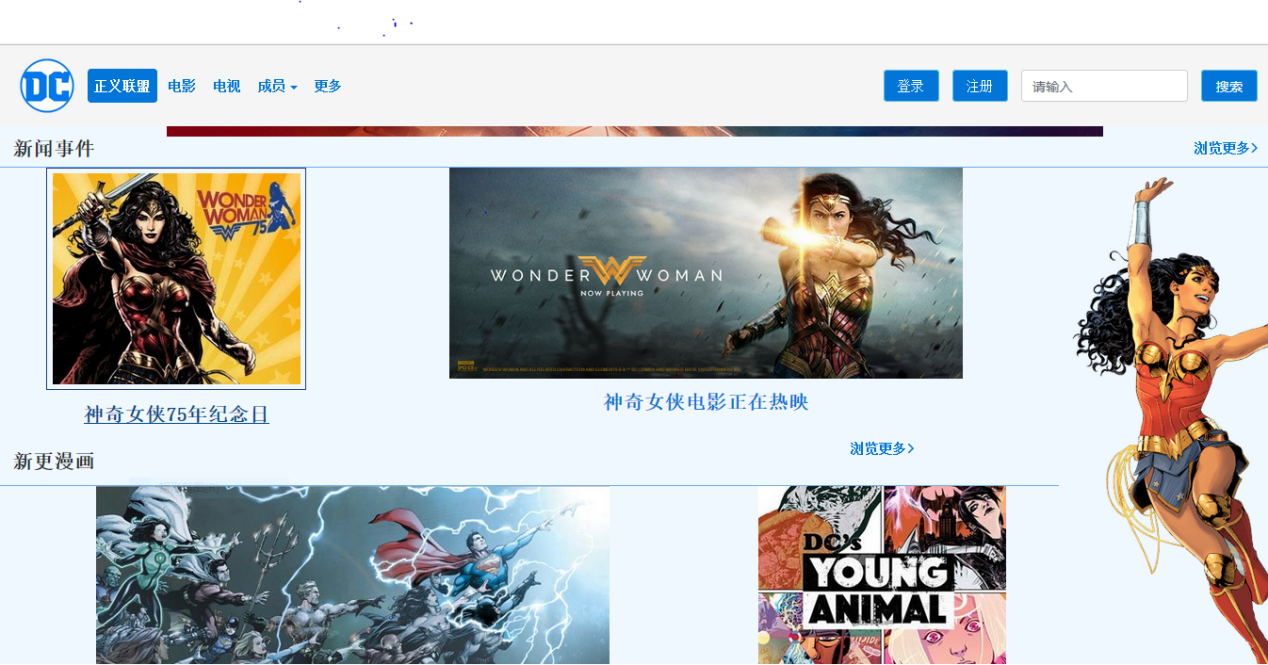 DC
正义联盟
电影
电视
成员
更多
登录
注册
请输入
搜索
新闻事件
浏览更多
WONDER
WOMAN
75
WONDER WOMAN
NOW PLAYING
神奇女侠75年纪念日
神奇女侠电影正在热映
新更漫画
浏览更多
DC's
YOUNG
ANIMAL